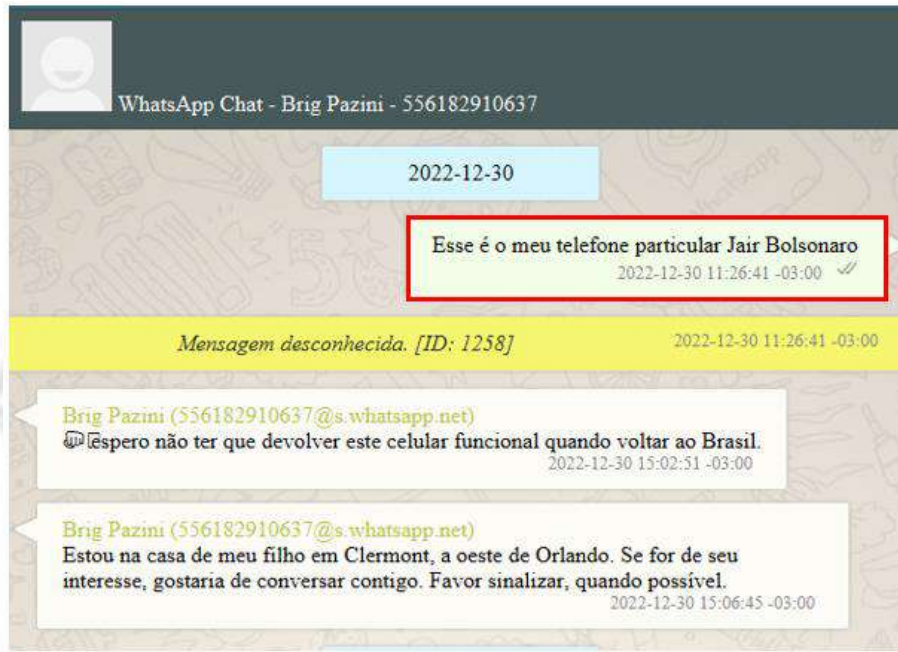 WhatsApp Chat - Brig Pazini - 556182910637
2022-12-30
Esse é o meu telefone particular Jair Bolsonaro
2022-12-30 11:26:41 -03:00
Mensagem desconhecida. [ID: 1258]
2022-12-30 11:26:41 -03:00
Brig Pazini (556182910637@s.whatsapp.net)
espero não ter que devolver este celular funcional quando voltar ao Brasil.
2022-12-30 15:02:51 -03:00
Brig Pazini (556182910637@s.whatsapp.net)
Estou na casa de meu filho em Clermont, a oeste de Orlando. Se for de seu
interesse, gostaria de conversar contigo. Favor sinalizar, quando possível.
2022-12-30 15:06:45 -03:00